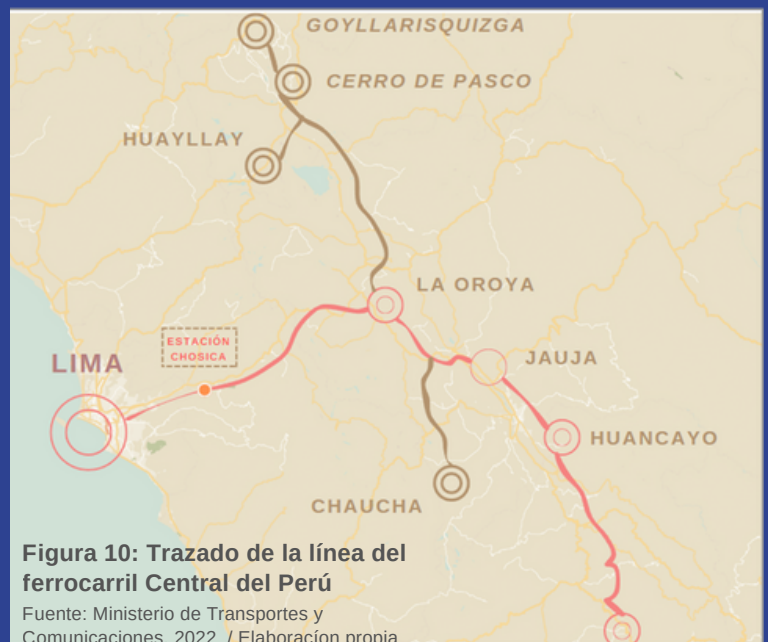 GOYLLARISQUIZGA
CERRO DE PASCO
HUAYLLAY
LA OROYA
ESTACIÓN
CHOSICA
LIMA
JAUJA
HUANCAYO
CHAUCHA
Figura 10: Trazado de la línea del
ferrocarril Central del Perú
Fuente: Ministerio de Transportes y
Comunicaciones, 2022. / Elaboracíon propia